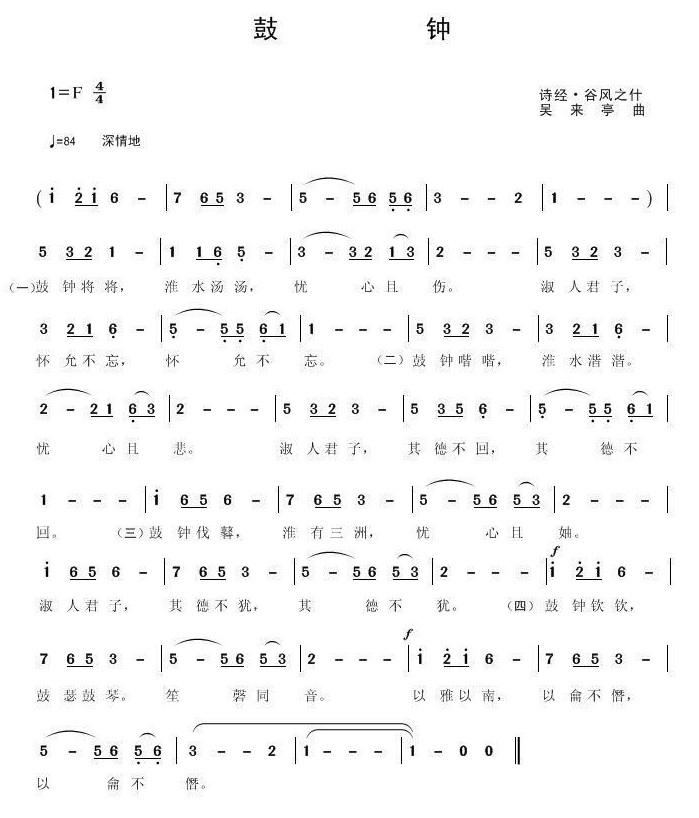 鼓 钟
1=F 4/4
诗经·谷风之什
吴 来 亭 曲
♩=84 深情地
( 1 2 1 6 - | 7 6 5 3 - | 5 - 5 6 5 6 | 3 - - 2 | 1 - - - ) |
5 3 2 1 - | 1 1 6 5 - | 3 - 3 2 1 3 | 2 - - - | 5 3 2 3 - |
(一)鼓 钟 将 将, 淮 水 汤 汤, 忧 心 且 伤。 淑 人 君 子,
3 2 1 6 - | 5 - 5 5 6 1 | 1 - - - | 5 3 2 3 - | 3 2 1 6 - |
怀 允 不 忘, 怀 允 不 忘。 (二)鼓 钟 喈 喈, 淮 水 湝 湝。
2 - 2 1 6 3 | 2 - - - | 5 3 2 3 - | 5 3 5 6 - | 5 - 5 5 6 1 |
忧 心 且 悲。 淑 人 君 子, 其 德 不 回, 其 德 不
1 - - - | 1 6 5 6 - | 7 6 5 3 - | 5 - 5 6 5 3 | 2 - - - |
回。 (三)鼓 钟 伐 鼛, 淮 有 三 洲, 忧 心 且 妯。
f
1 6 5 6 - | 7 6 5 3 - | 5 - 5 6 5 3 | 2 - - - | 1 2 1 6 - |
淑 人 君 子, 其 德 不 犹, 其 德 不 犹。 (四)鼓 钟 钦 钦,
f
7 6 5 3 - | 5 - 5 6 5 3 | 2 - - - | 1 2 1 6 - | 7 6 5 3 - |
鼓 瑟 鼓 琴。 笙 磬 同 音。 以 雅 以 南, 以 龠 不 僭,
5 - 5 6 5 6 | 3 - - 2 | 1 - - - | 1 - 0 0 ‖
以 龠 不 僭。